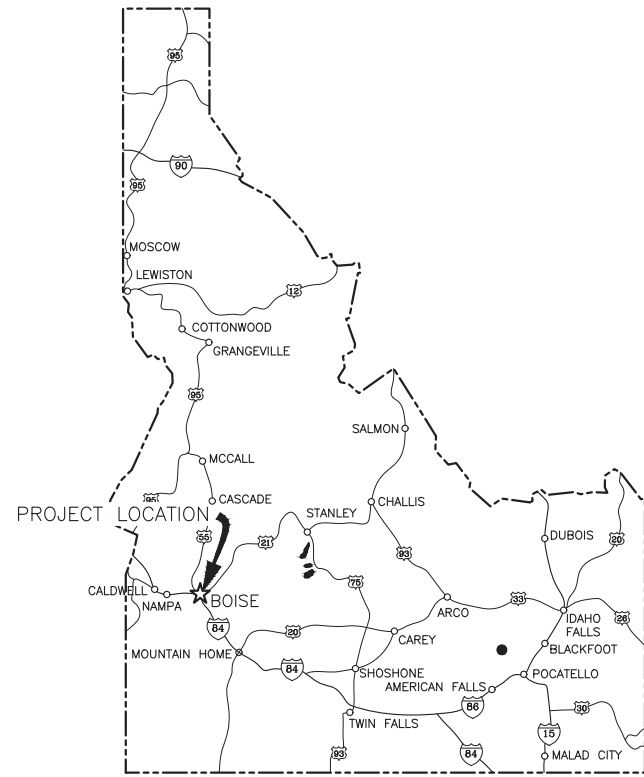 95
90
95
MOSCOW
LEWISTON
12
COTTONWOOD
GRANGEVILLE
95
SALMON
MCCALL
95
CASCADE
CHALLIS
STANLEY
PROJECT LOCATION
55
21
93
DUBOIS
20
75
CALDWELL
NAMPA
BOISE
ARCO
33
IDAHO
FALLS
26
84
20
CAREY
BLACKFOOT
MOUNTAIN HOME
84
SHOSHONE
POCATELLO
AMERICAN FALLS
86
30
TWIN FALLS
15
93
84
MALAD CITY